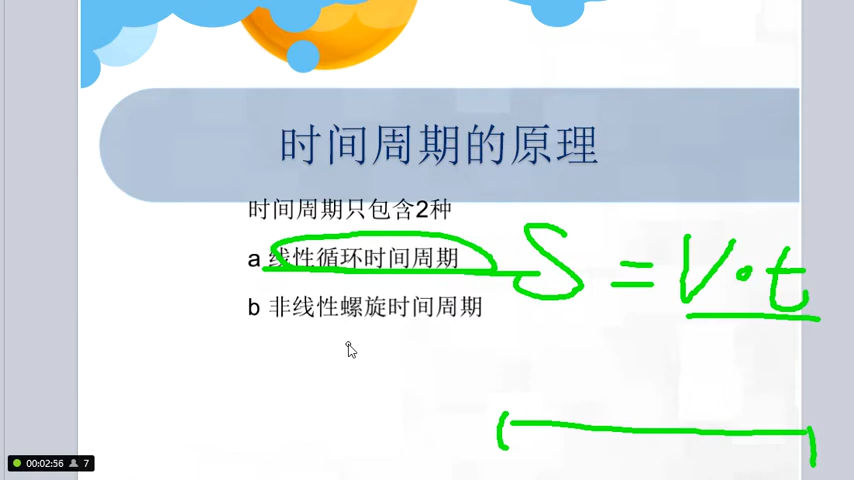 时间周期的原理
时间周期只包含2种
a 线性循环时间周期
S = V·t
b 非线性螺旋时间周期
00:02:56 7